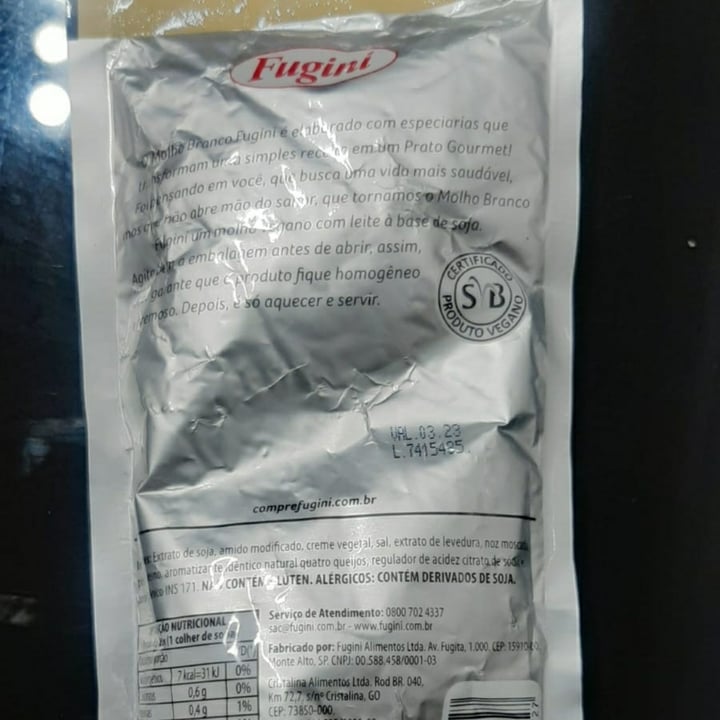 Fugini
Molho Branco Fugini é elaborado com especiarias que
uma simples em um Prato Gourmet!
Foi pensando em você, que busca uma vida mais saudável,
mas que não abre mão do sabor, que tornamos o Molho Branco
Fugini um molho vegano com leite à base de soja.
Agite a embalagem antes de abrir, assim,
que o produto fique homogêneo
Depois, é só aquecer e servir.
CERTIFICADO
SVB
PRODUTO VEGANO
VAL.03.23
L.7415435.
comprefugini.com.br
Extrato de soja, amido modificado, creme vegetal, sal, extrato de levedura, noz moscada,
aromatizante idêntico natural quatro queijos, regulador de acidez citrato de
INS 171. NÃO CONTÉM GLÚTEN. ALÉRGICOS: CONTÉM DERIVADOS DE SOJA.
NUTRICIONAL
1 colher de sopa
7 kcal=31 kJ 0%
0,6 g 0%
0,4 g 1%
Serviço de Atendimento: 0800 702 4337
sac@fugini.com.br - www.fugini.com.br
Fabricado por: Fugini Alimentos Ltda. Av. Fugita, 1.000. CEP:
Monte Alto, SP. CNPJ: 00.588.458/0001-03
Cristalina Alimentos Ltda. Rod BR. 040,
Km 72,7, s/nº Cristalina, GO
CEP: 73850-000